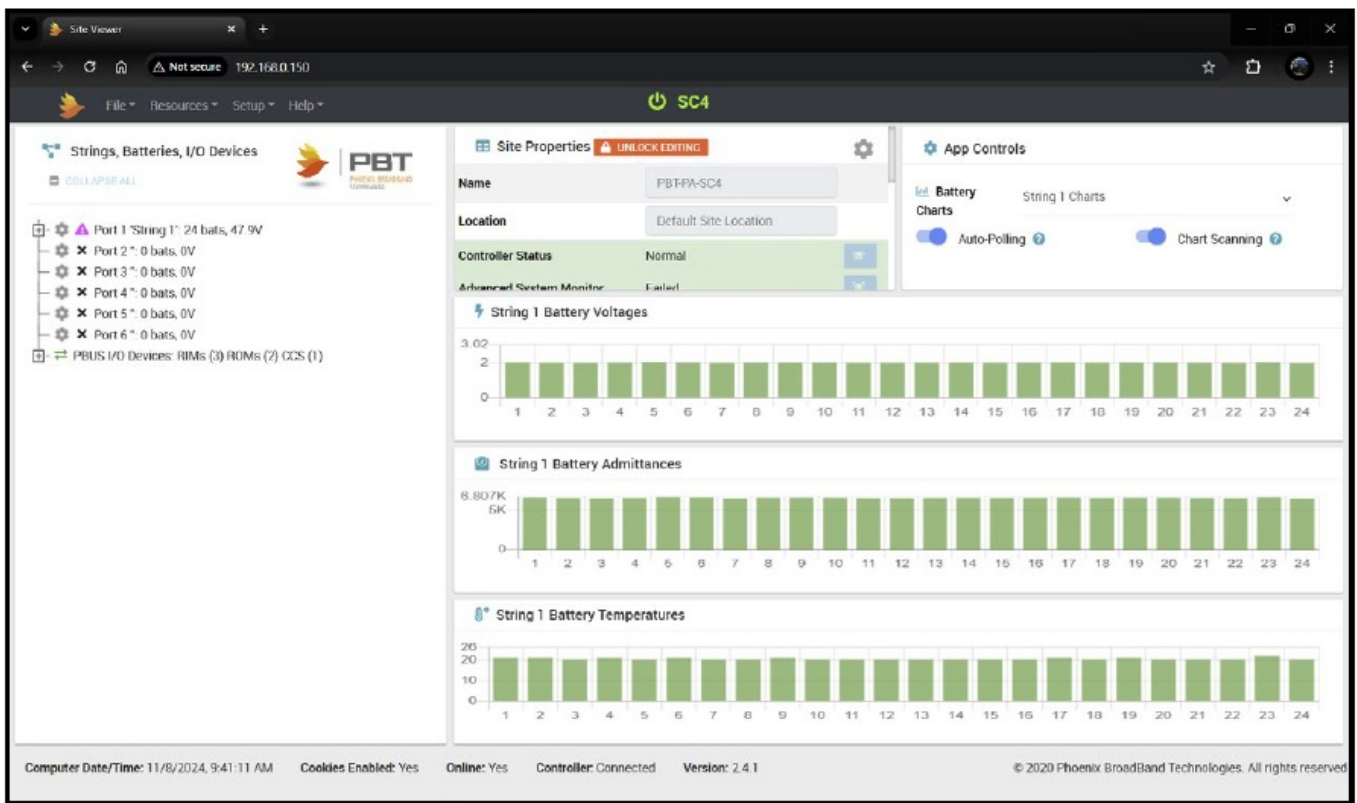 Site Viewer
Not secure 192.168.0.150
File Resources Setup Help
SC4
Strings, Batteries, I/O Devices
PBT
PHOENIX BROADBAND
TECHNOLOGIES
COLLAPSE ALL
Port 1 "String 1": 24 bats, 47.9V
Port 2 "": 0 bats, 0V
Port 3 "": 0 bats, 0V
Port 4 "": 0 bats, 0V
Port 5 "": 0 bats, 0V
Port 6 "": 0 bats, 0V
PBUS I/O Devices: RIMs (3) ROMs (2) CCS (1)
Site Properties UNLOCK EDITING
Name PBT-PA-SC4
Location Default Site Location
Controller Status Normal
Advanced System Monitor Failed
App Controls
Battery Charts String 1 Charts
Auto-Polling Chart Scanning
String 1 Battery Voltages
3.02
2
0
1 2 3 4 5 6 7 8 9 10 11 12 13 14 15 16 17 18 19 20 21 22 23 24
String 1 Battery Admittances
6.807K
5K
0
1 2 3 4 5 6 7 8 9 10 11 12 13 14 15 16 17 18 19 20 21 22 23 24
String 1 Battery Temperatures
26
20
10
0
1 2 3 4 5 6 7 8 9 10 11 12 13 14 15 16 17 18 19 20 21 22 23 24
Computer Date/Time: 11/8/2024, 9:41:11 AM Cookies Enabled: Yes Online: Yes Controller: Connected Version: 2.4.1 © 2020 Phoenix BroadBand Technologies. All rights reserved